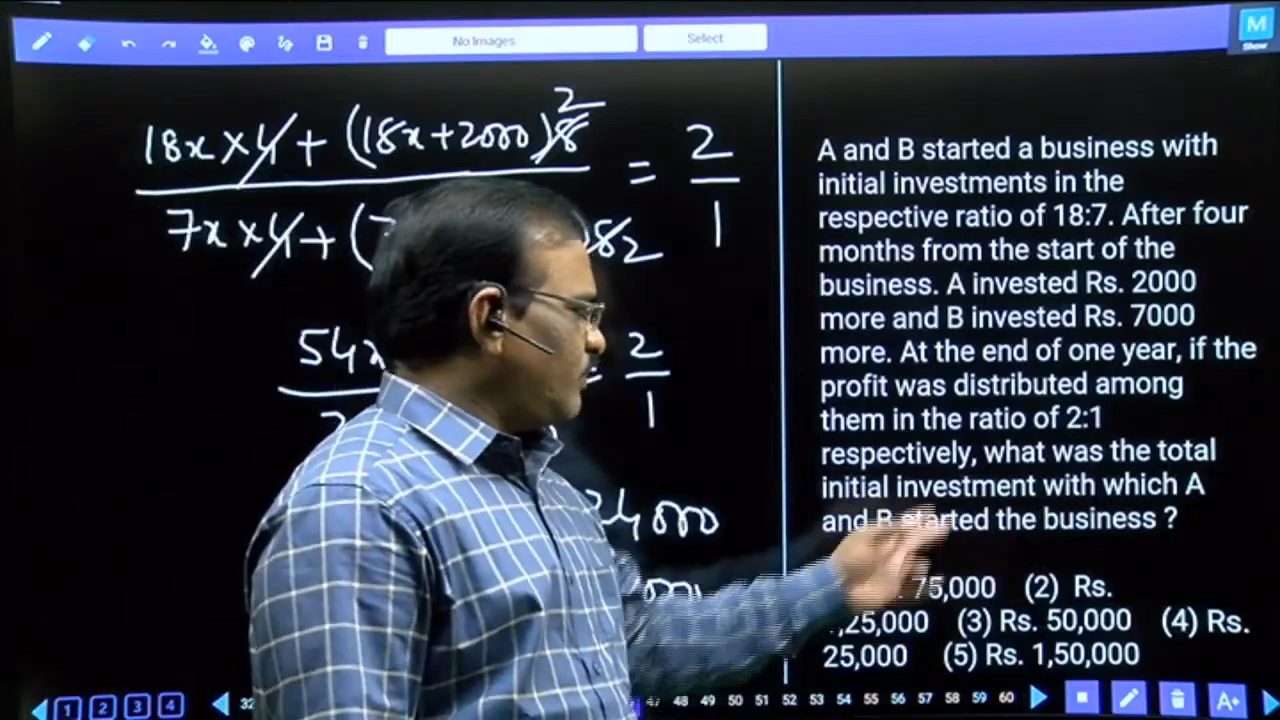 No Images
Select
M
Show
18x×4 + (18x+2000)8 2
= 2
7x×4 + (7 82
1
54x
= 2
1
24000
A and B started a business with
initial investments in the
respective ratio of 18:7. After four
months from the start of the
business. A invested Rs. 2000
more and B invested Rs. 7000
more. At the end of one year, if the
profit was distributed among
them in the ratio of 2:1
respectively, what was the total
initial investment with which A
and B started the business ?
75,000 (2) Rs.
,25,000 (3) Rs. 50,000 (4) Rs.
25,000 (5) Rs. 1,50,000
1 2 3 4
32 47 48 49 50 51 52 53 54 55 56 57 58 59 60
A+